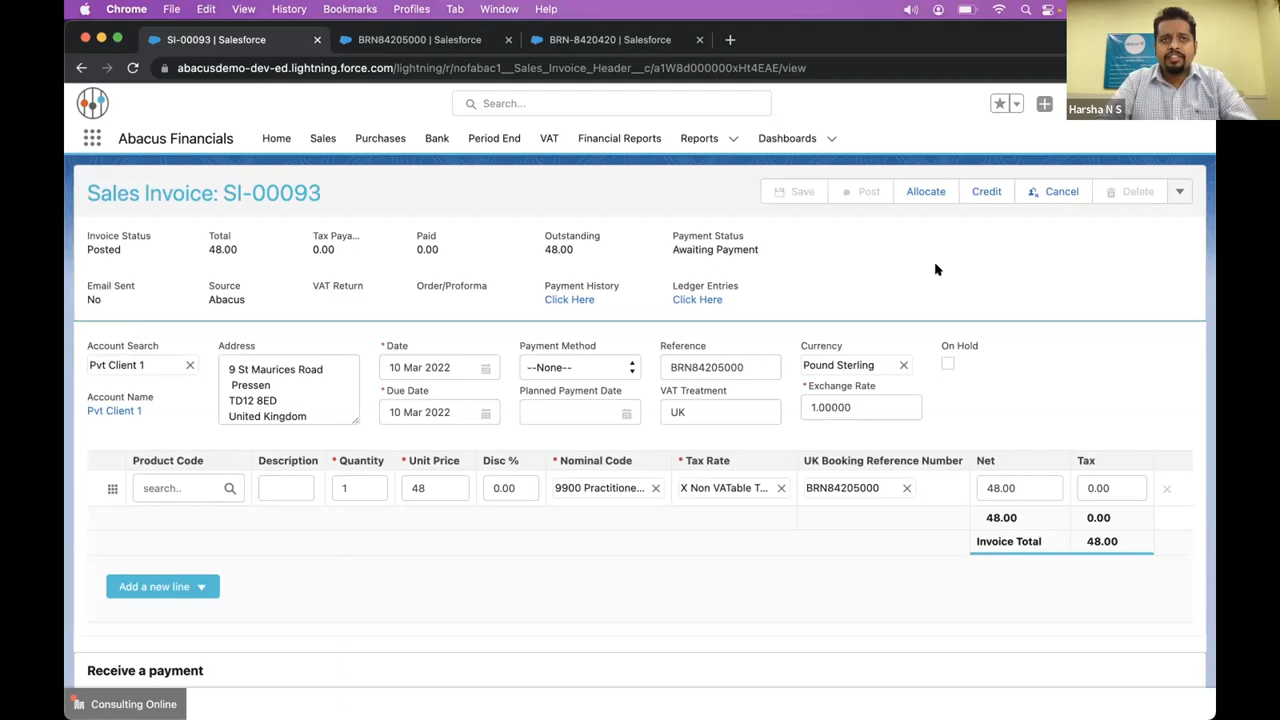 Chrome File Edit View History Bookmarks Profiles Tab Window Help
SI-00093 | Salesforce BRN84205000 | Salesforce BRN-8420420 | Salesforce
abacusdemo-dev-ed.lightning.force.com/lig
c1__Sales_Invoice_Header__c/a1W8d000000xHt4EAE/view
abacus
Harsha N S
Search...
Abacus Financials Home Sales Purchases Bank Period End VAT Financial Reports Reports Dashboards
Sales Invoice: SI-00093 Save Post Allocate Credit Cancel Delete
Invoice Status Total Tax Paya... Paid Outstanding Payment Status
Posted 48.00 0.00 0.00 48.00 Awaiting Payment
Email Sent Source VAT Return Order/Proforma Payment History Ledger Entries
No Abacus Click Here Click Here
Account Search Address * Date Payment Method Reference Currency On Hold
Pvt Client 1 9 St Maurices Road 10 Mar 2022 --None-- BRN84205000 Pound Sterling
Pressen
Account Name TD12 8ED * Due Date Planned Payment Date VAT Treatment * Exchange Rate
Pvt Client 1 United Kingdom 10 Mar 2022 UK 1.00000
Product Code Description * Quantity * Unit Price Disc % * Nominal Code * Tax Rate UK Booking Reference Number Net Tax
search.. 1 48 0.00 9900 Practitione... X Non VATable T... BRN84205000 48.00 0.00
48.00 0.00
Invoice Total 48.00
Add a new line
Receive a payment
Consulting Online